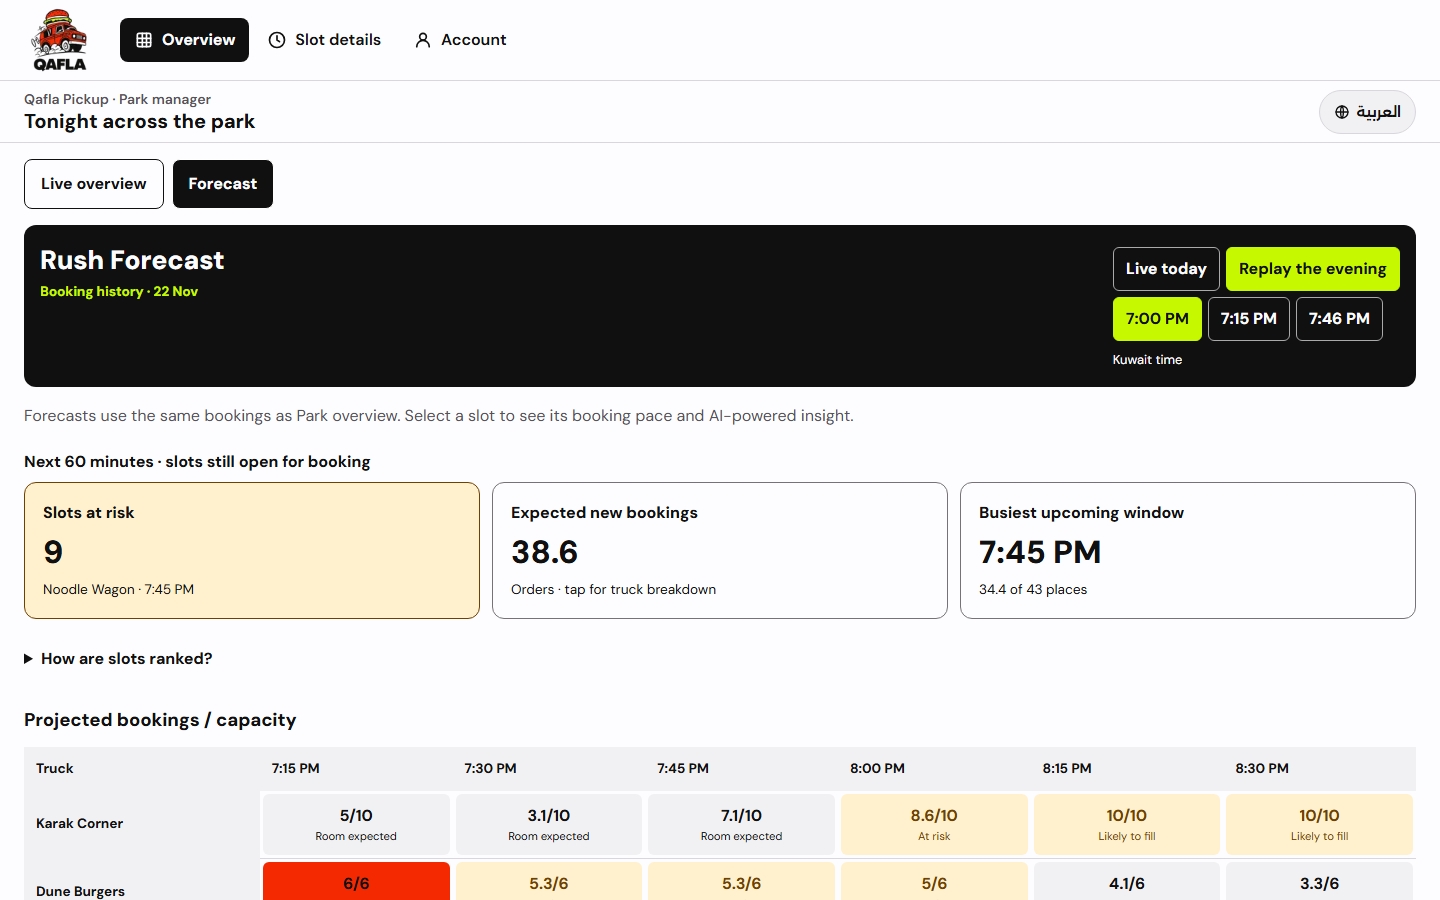 QAFLA
Overview
Slot details
Account
Qafla Pickup · Park manager
Tonight across the park
العربية
Live overview
Forecast
Rush Forecast
Booking history · 22 Nov
Live today
Replay the evening
7:00 PM
7:15 PM
7:46 PM
Kuwait time
Forecasts use the same bookings as Park overview. Select a slot to see its booking pace and AI-powered insight.
Next 60 minutes · slots still open for booking
Slots at risk
9
Noodle Wagon · 7:45 PM
Expected new bookings
38.6
Orders · tap for truck breakdown
Busiest upcoming window
7:45 PM
34.4 of 43 places
How are slots ranked?
Projected bookings / capacity
Truck 7:15 PM 7:30 PM 7:45 PM 8:00 PM 8:15 PM 8:30 PM
Karak Corner
5/10 3.1/10 7.1/10 8.6/10 10/10 10/10
Room expected Room expected Room expected At risk Likely to fill Likely to fill
Dune Burgers
6/6 5.3/6 5.3/6 5/6 4.1/6 3.3/6